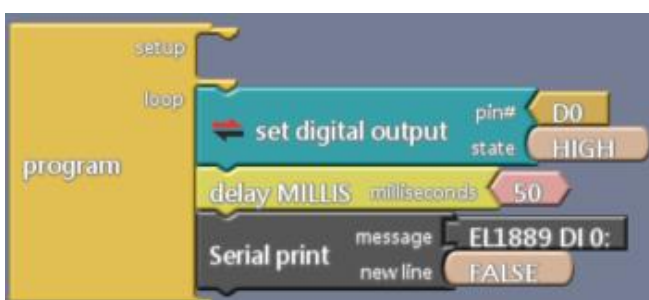 setup
loop
set digital output pin# D0
state HIGH
program
delay MILLIS milliseconds 50
Serial print message EL1889 DI 0:
new line FALSE